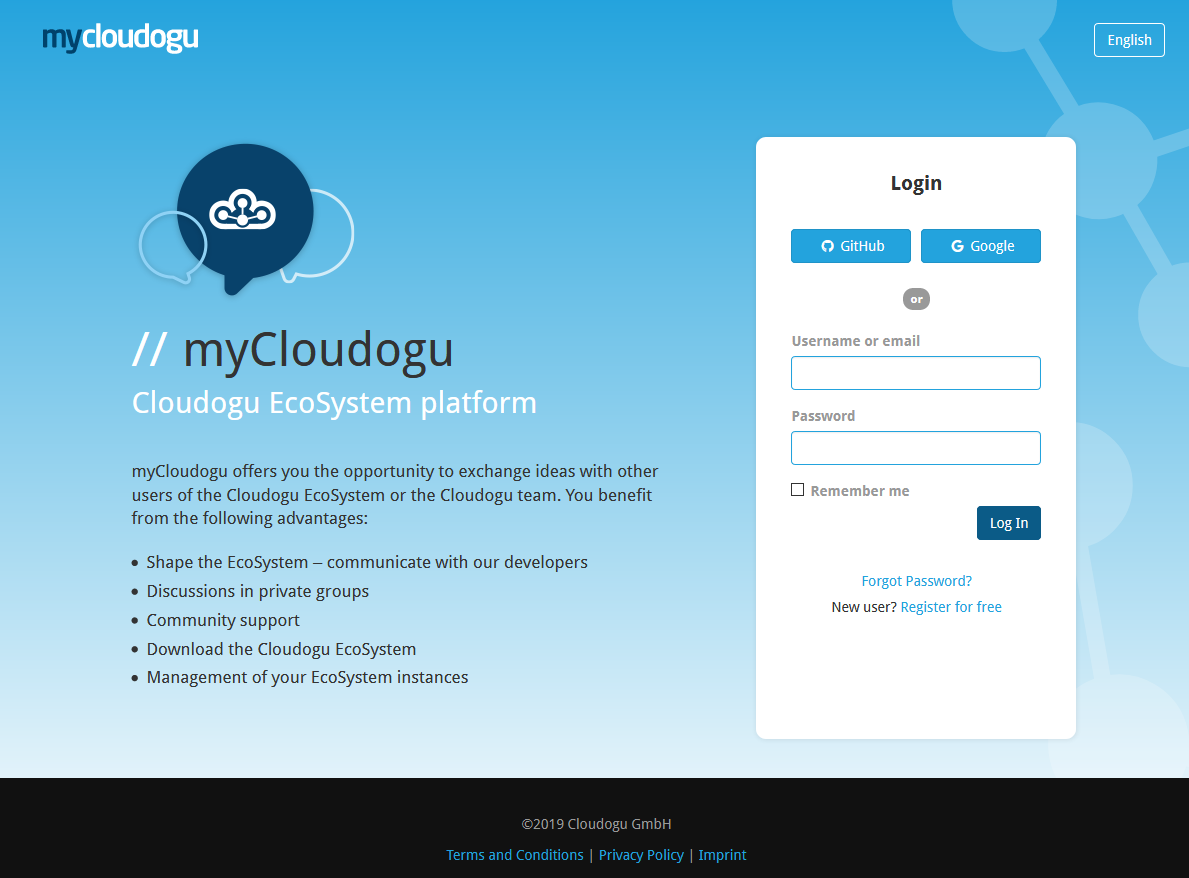 mycloudogu
English
// myCloudogu
Cloudogu EcoSystem platform
myCloudogu offers you the opportunity to exchange ideas with other
users of the Cloudogu EcoSystem or the Cloudogu team. You benefit
from the following advantages:
Shape the EcoSystem – communicate with our developers
Discussions in private groups
Community support
Download the Cloudogu EcoSystem
Management of your EcoSystem instances
Login
GitHub
Google
or
Username or email
Password
Remember me
Log In
Forgot Password?
New user? Register for free
©2019 Cloudogu GmbH
Terms and Conditions | Privacy Policy | Imprint